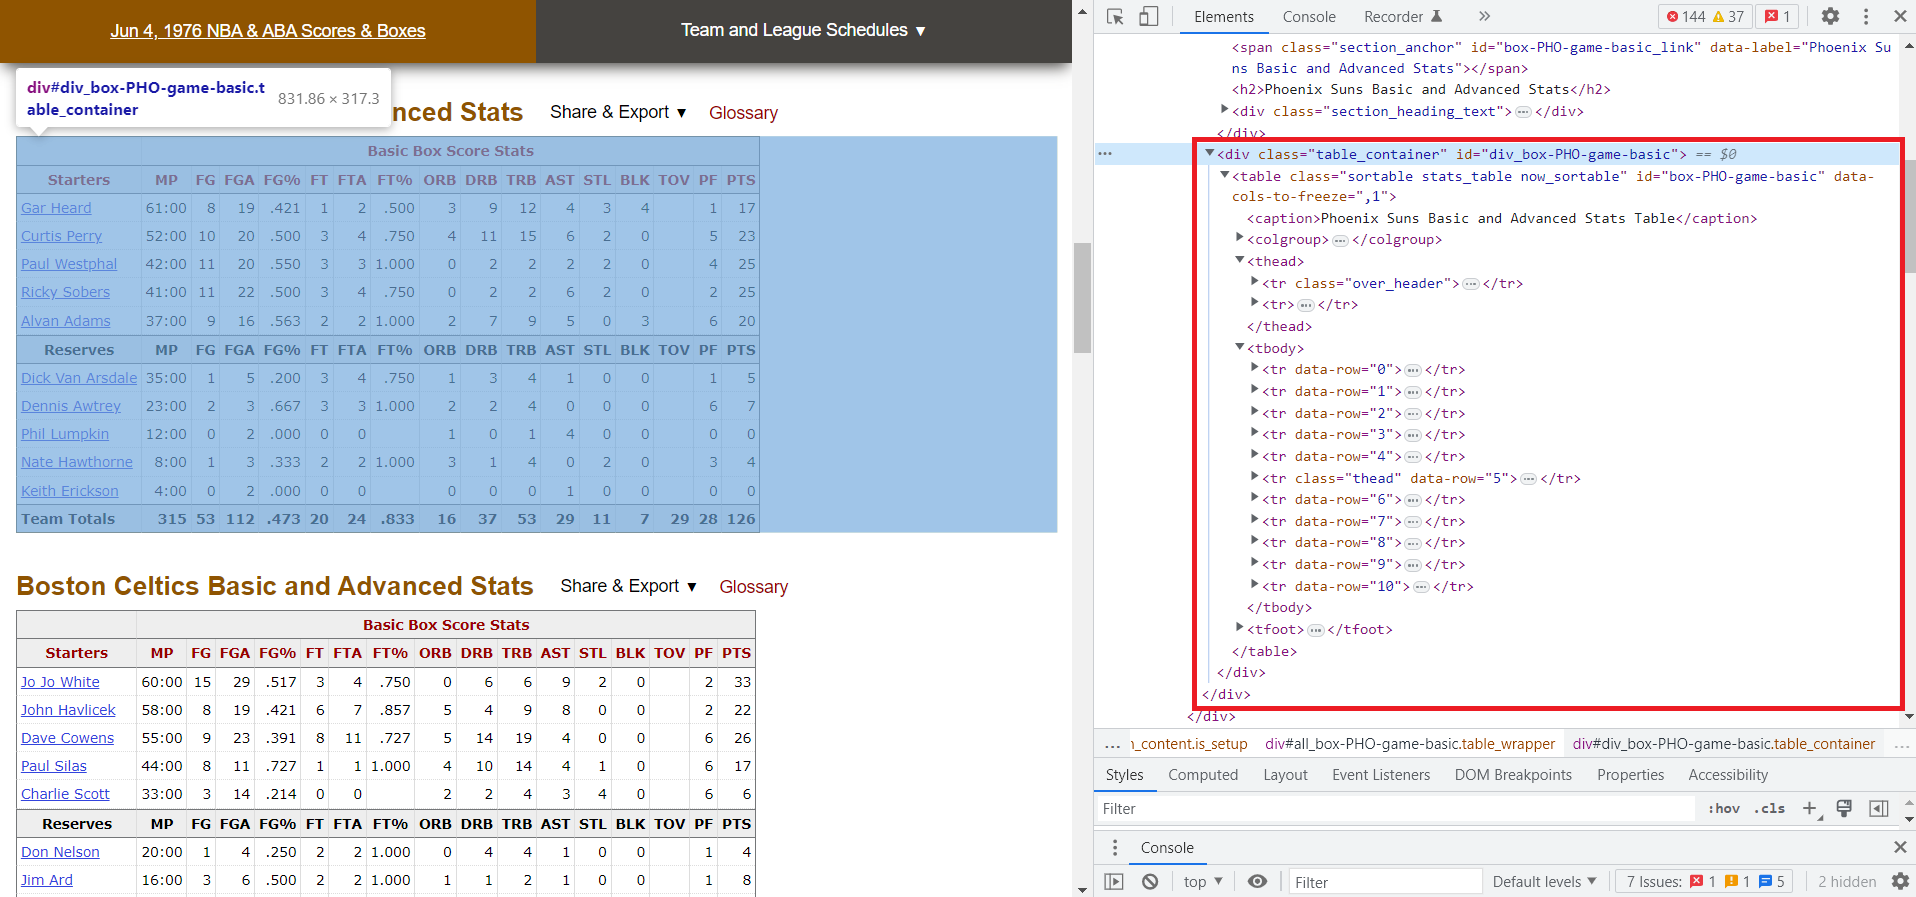 Jun 4, 1976 NBA & ABA Scores & Boxes
Team and League Schedules ▼
div#div_box-PHO-game-basic.t
able_container
831.86 × 317.3
nced Stats Share & Export ▼ Glossary
Basic Box Score Stats
Starters MP FG FGA FG% FT FTA FT% ORB DRB TRB AST STL BLK TOV PF PTS
Gar Heard 61:00 8 19 .421 1 2 .500 3 9 12 4 3 4 1 17
Curtis Perry 52:00 10 20 .500 3 4 .750 4 11 15 6 2 0 5 23
Paul Westphal 42:00 11 20 .550 3 3 1.000 0 2 2 2 2 0 4 25
Ricky Sobers 41:00 11 22 .500 3 4 .750 0 2 2 6 2 0 2 25
Alvan Adams 37:00 9 16 .563 2 2 1.000 2 7 9 5 0 3 6 20
Reserves MP FG FGA FG% FT FTA FT% ORB DRB TRB AST STL BLK TOV PF PTS
Dick Van Arsdale 35:00 1 5 .200 3 4 .750 1 3 4 1 0 0 1 5
Dennis Awtrey 23:00 2 3 .667 3 3 1.000 2 2 4 0 0 0 6 7
Phil Lumpkin 12:00 0 2 .000 0 0 1 0 1 4 0 0 0 0
Nate Hawthorne 8:00 1 3 .333 2 2 1.000 3 1 4 0 2 0 3 4
Keith Erickson 4:00 0 2 .000 0 0 0 0 0 1 0 0 0 0
Team Totals 315 53 112 .473 20 24 .833 16 37 53 29 11 7 29 28 126
Boston Celtics Basic and Advanced Stats Share & Export ▼ Glossary
Basic Box Score Stats
Starters MP FG FGA FG% FT FTA FT% ORB DRB TRB AST STL BLK TOV PF PTS
Jo Jo White 60:00 15 29 .517 3 4 .750 0 6 6 9 2 0 2 33
John Havlicek 58:00 8 19 .421 6 7 .857 5 4 9 8 0 0 2 22
Dave Cowens 55:00 9 23 .391 8 11 .727 5 14 19 4 0 0 6 26
Paul Silas 44:00 8 11 .727 1 1 1.000 4 10 14 4 1 0 6 17
Charlie Scott 33:00 3 14 .214 0 0 2 2 4 3 4 0 6 6
Reserves MP FG FGA FG% FT FTA FT% ORB DRB TRB AST STL BLK TOV PF PTS
Don Nelson 20:00 1 4 .250 2 2 1.000 0 4 4 1 0 0 1 4
Jim Ard 16:00 3 6 .500 2 2 1.000 1 1 2 1 0 0 1 8
Elements Console Recorder » 144 37 1
<span class="section_anchor" id="box-PHO-game-basic_link" data-label="Phoenix Su
ns Basic and Advanced Stats"></span>
<h2>Phoenix Suns Basic and Advanced Stats</h2>
<div class="section_heading_text">…</div>
</div>
<div class="table_container" id="div_box-PHO-game-basic"> == $0
<table class="sortable stats_table now_sortable" id="box-PHO-game-basic" data-
cols-to-freeze=",1">
<caption>Phoenix Suns Basic and Advanced Stats Table</caption>
<colgroup>…</colgroup>
<thead>
<tr class="over_header">…</tr>
<tr>…</tr>
</thead>
<tbody>
<tr data-row="0">…</tr>
<tr data-row="1">…</tr>
<tr data-row="2">…</tr>
<tr data-row="3">…</tr>
<tr data-row="4">…</tr>
<tr class="thead" data-row="5">…</tr>
<tr data-row="6">…</tr>
<tr data-row="7">…</tr>
<tr data-row="8">…</tr>
<tr data-row="9">…</tr>
<tr data-row="10">…</tr>
</tbody>
<tfoot>…</tfoot>
</table>
</div>
</div>
</div>
… n_content.is_setup div#all_box-PHO-game-basic.table_wrapper div#div_box-PHO-game-basic.table_container …
Styles Computed Layout Event Listeners DOM Breakpoints Properties Accessibility
Filter :hov .cls +
Console
top ▼ Filter Default levels ▼ 7 Issues: 1 1 5 2 hidden